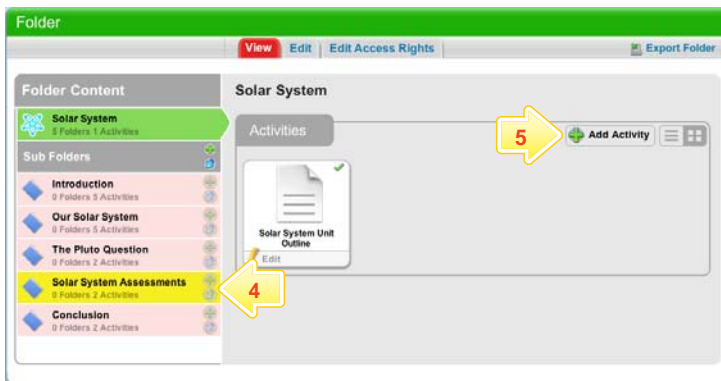 Folder
View Edit Edit Access Rights Export Folder
Folder Content
Solar System
5 Folders 1 Activities
Sub Folders
Introduction
0 Folders 5 Activities
Our Solar System
0 Folders 5 Activities
The Pluto Question
0 Folders 2 Activities
Solar System Assessments
0 Folders 2 Activities
Conclusion
0 Folders 2 Activities
4
Solar System
Activities
5
Add Activity
Solar System Unit
Outline
Edit